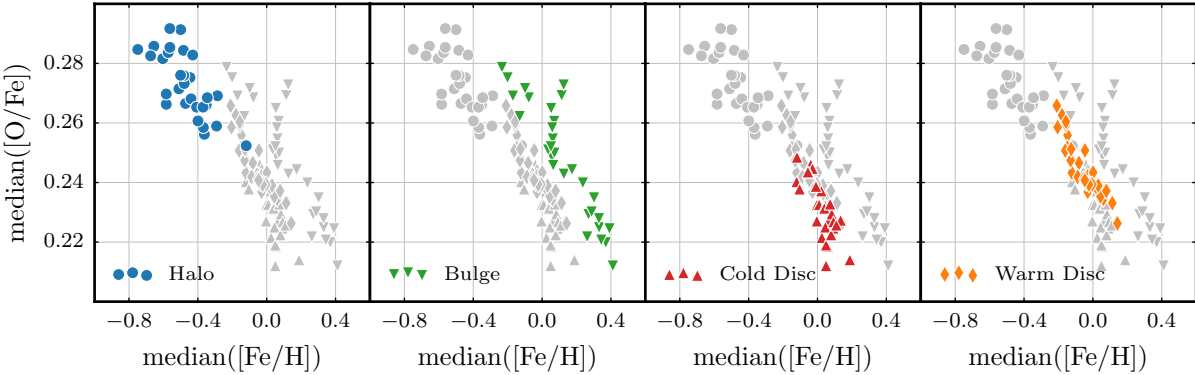 median([O/Fe])
0.28
0.26
0.24
0.22
Halo
Bulge
Cold Disc
Warm Disc
−0.8 −0.4 0.0 0.4
−0.8 −0.4 0.0 0.4
−0.8 −0.4 0.0 0.4
−0.8 −0.4 0.0 0.4
median([Fe/H])
median([Fe/H])
median([Fe/H])
median([Fe/H])